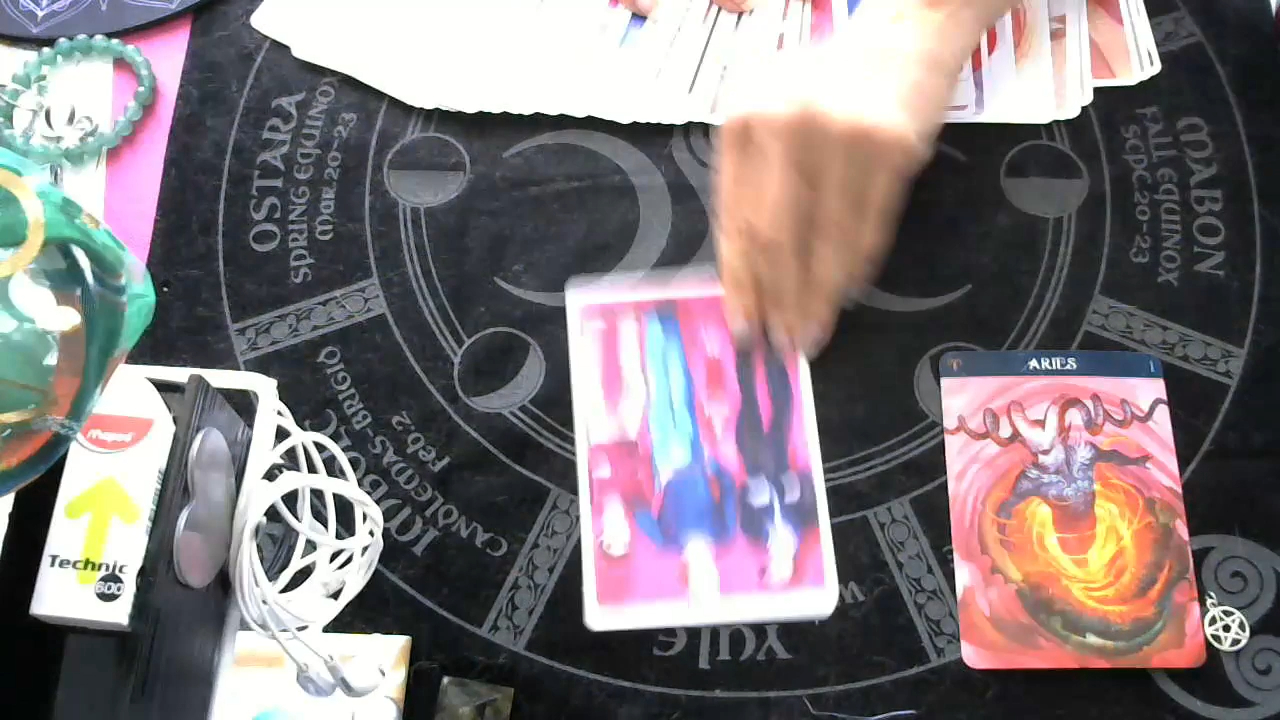 OSTARA
SPRING EQUINOX
Mar.20-23
MABON
FALL EQUINOX
Sept.20-23
CANDLEMAS-BRIGID
Feb 2
YULE
ARIES
1
Maped
Technic
600